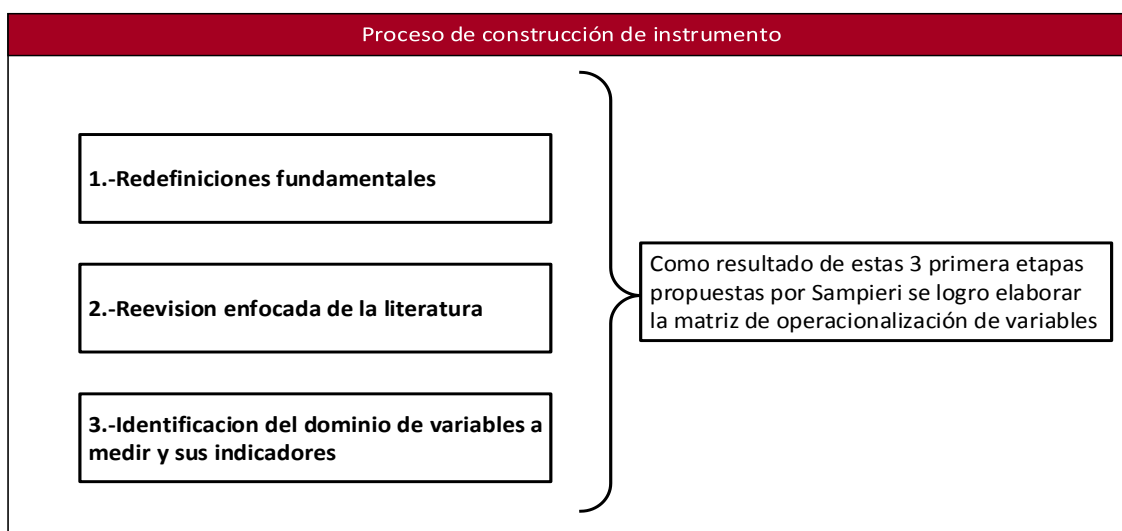 Proceso de construcción de instrumento
1.-Redefiniciones fundamentales
2.-Reevision enfocada de la literatura
3.-Identificacion del dominio de variables a
medir y sus indicadores
Como resultado de estas 3 primera etapas
propuestas por Sampieri se logro elaborar
la matriz de operacionalización de variables